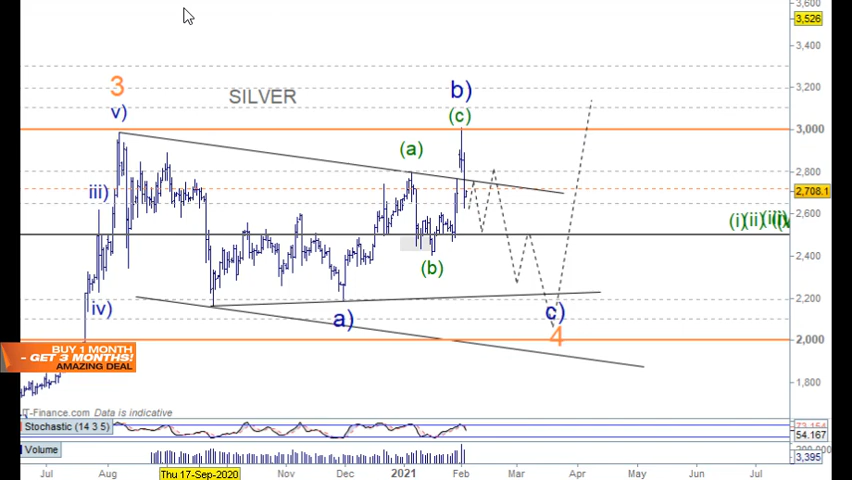 3,600
3,526
3,400
3,200
3,000
2,800
2,708.1
2,600
2,400
2,200
2,000
1,800
3
v)
SILVER
b)
(c)
(a)
iii)
(b)
iv)
a)
c)
4
BUY 1 MONTH
- GET 3 MONTHS!
AMAZING DEAL
IT-Finance.com Data is indicative
Stochastic (14 3 5)
54.167
Volume
3,395
Jul Aug Thu 17-Sep-2020 Nov Dec 2021 Feb Mar Apr May Jun Jul